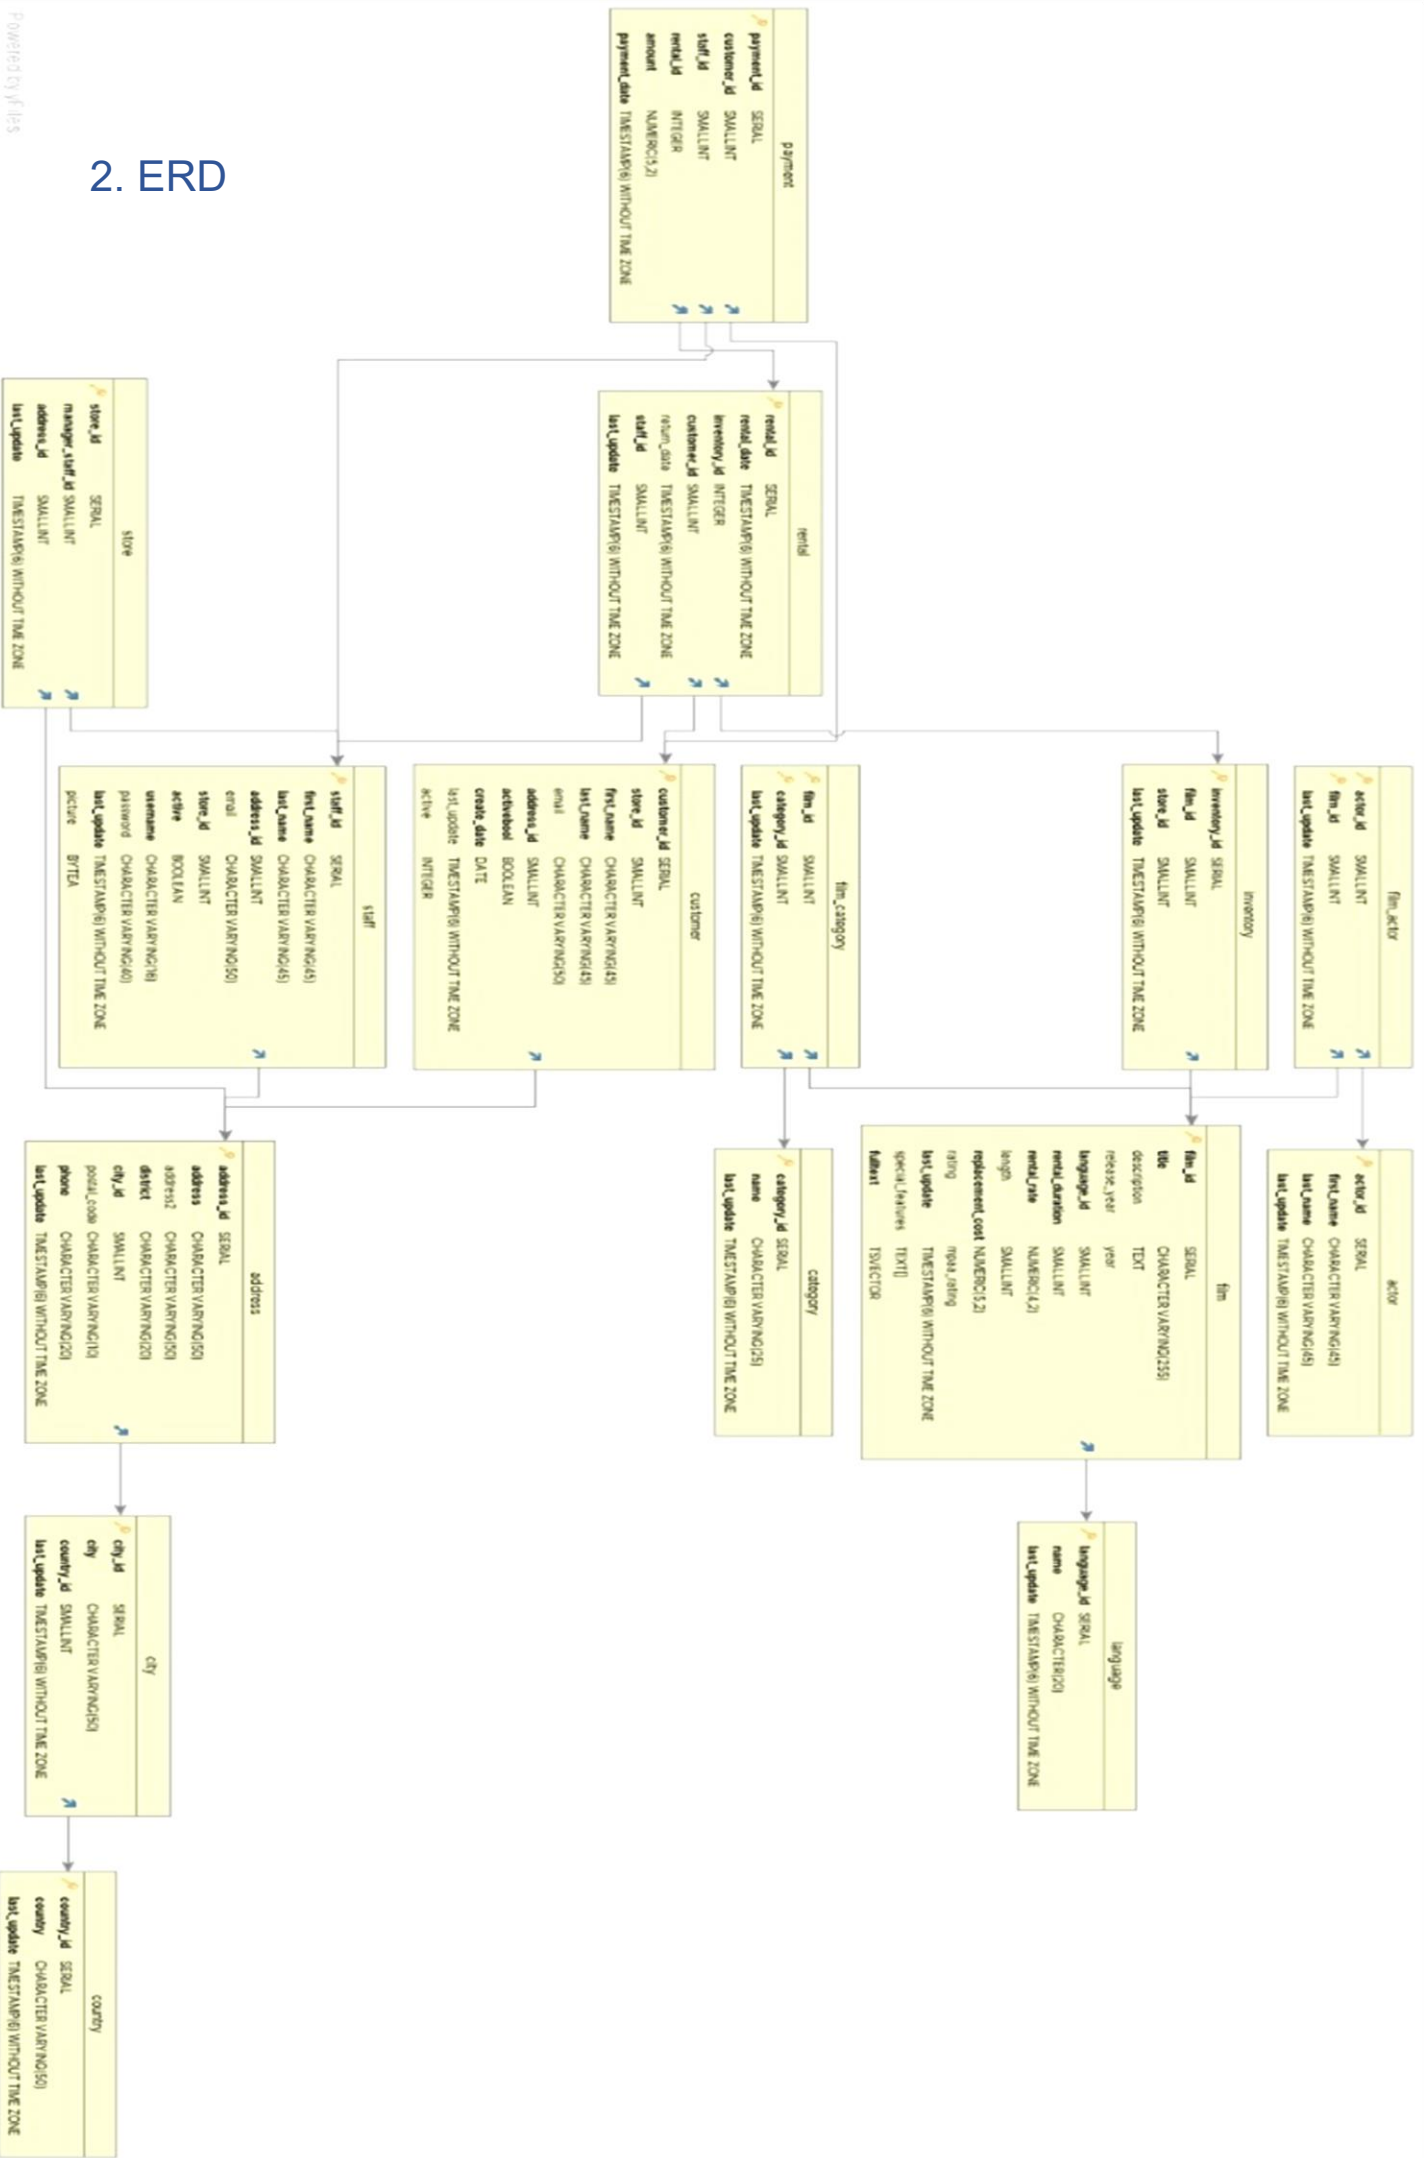 2. ERD
payment
payment_id SERIAL
customer_id SMALLINT
staff_id SMALLINT
rental_id INTEGER
amount NUMERIC(5,2)
payment_date TIMESTAMP(6) WITHOUT TIME ZONE
rental
rental_id SERIAL
rental_date TIMESTAMP(6) WITHOUT TIME ZONE
inventory_id INTEGER
customer_id SMALLINT
return_date TIMESTAMP(6) WITHOUT TIME ZONE
staff_id SMALLINT
last_update TIMESTAMP(6) WITHOUT TIME ZONE
store
store_id SERIAL
manager_staff_id SMALLINT
address_id SMALLINT
last_update TIMESTAMP(6) WITHOUT TIME ZONE
film_actor
actor_id SMALLINT
film_id SMALLINT
last_update TIMESTAMP(6) WITHOUT TIME ZONE
inventory
inventory_id SERIAL
film_id SMALLINT
store_id SMALLINT
last_update TIMESTAMP(6) WITHOUT TIME ZONE
film_category
film_id SMALLINT
category_id SMALLINT
last_update TIMESTAMP(6) WITHOUT TIME ZONE
customer
customer_id SERIAL
store_id SMALLINT
first_name CHARACTER VARYING(45)
last_name CHARACTER VARYING(45)
email CHARACTER VARYING(50)
address_id SMALLINT
activebool BOOLEAN
create_date DATE
last_update TIMESTAMP(6) WITHOUT TIME ZONE
active INTEGER
staff
staff_id SERIAL
first_name CHARACTER VARYING(45)
last_name CHARACTER VARYING(45)
address_id SMALLINT
email CHARACTER VARYING(50)
store_id SMALLINT
active BOOLEAN
username CHARACTER VARYING(16)
password CHARACTER VARYING(40)
last_update TIMESTAMP(6) WITHOUT TIME ZONE
picture BYTEA
actor
actor_id SERIAL
first_name CHARACTER VARYING(45)
last_name CHARACTER VARYING(45)
last_update TIMESTAMP(6) WITHOUT TIME ZONE
film
film_id SERIAL
title CHARACTER VARYING(255)
description TEXT
release_year year
language_id SMALLINT
rental_duration SMALLINT
rental_rate NUMERIC(4,2)
length SMALLINT
replacement_cost NUMERIC(5,2)
rating mpaa_rating
last_update TIMESTAMP(6) WITHOUT TIME ZONE
special_features TEXT[]
fulltext TSVECTOR
category
category_id SERIAL
name CHARACTER VARYING(25)
last_update TIMESTAMP(6) WITHOUT TIME ZONE
address
address_id SERIAL
address CHARACTER VARYING(50)
address2 CHARACTER VARYING(50)
district CHARACTER VARYING(20)
city_id SMALLINT
postal_code CHARACTER VARYING(10)
phone CHARACTER VARYING(20)
last_update TIMESTAMP(6) WITHOUT TIME ZONE
language
language_id SERIAL
name CHARACTER(20)
last_update TIMESTAMP(6) WITHOUT TIME ZONE
city
city_id SERIAL
city CHARACTER VARYING(50)
country_id SMALLINT
last_update TIMESTAMP(6) WITHOUT TIME ZONE
country
country_id SERIAL
country CHARACTER VARYING(50)
last_update TIMESTAMP(6) WITHOUT TIME ZONE
Powered by yFiles